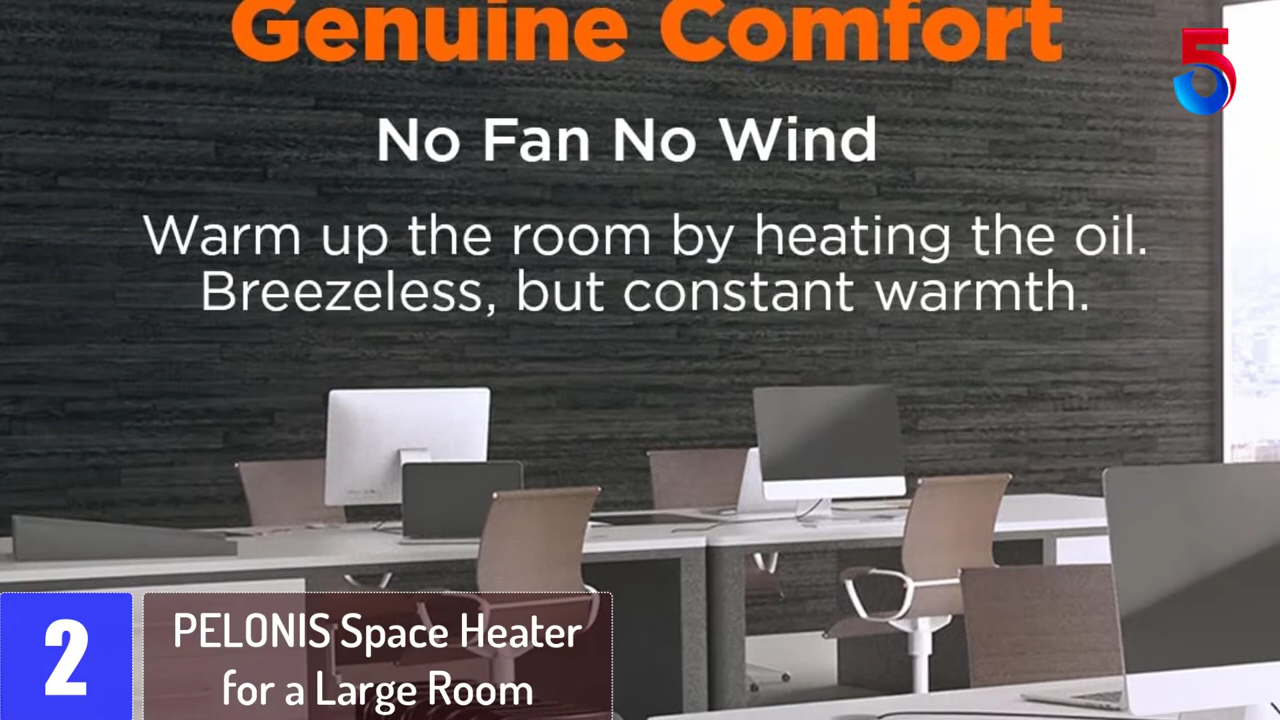 Genuine Comfort
5
No Fan No Wind
Warm up the room by heating the oil.
Breezeless, but constant warmth.
2
PELONIS Space Heater
for a Large Room